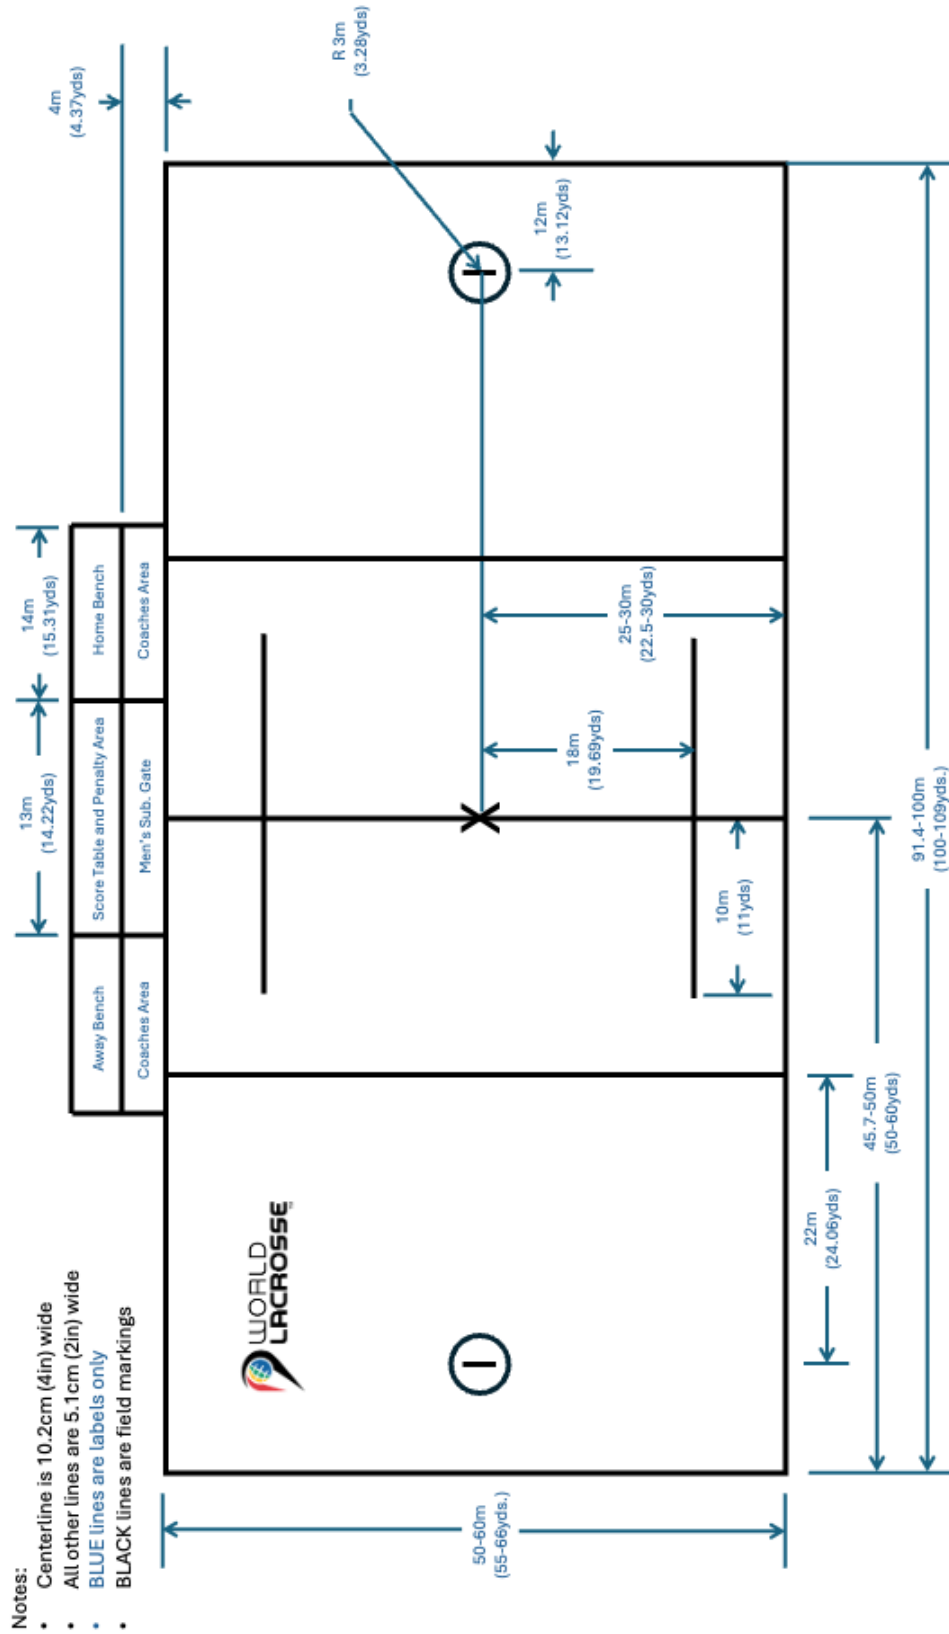 Notes:
• Centerline is 10.2cm (4in) wide
• All other lines are 5.1cm (2in) wide
• BLUE lines are labels only
• BLACK lines are field markings
13m
(14.22yds)
14m
(15.31yds)
4m
(4.37yds)
Away Bench
Score Table and Penalty Area
Home Bench
Coaches Area
Men's Sub. Gate
Coaches Area
R 3m
(3.28yds)
WORLD
LACROSSE
X
12m
(13.12yds)
18m
(19.69yds)
25-30m
(22.5-30yds)
10m
(11yds)
50-60m
(55-66yds.)
22m
(24.06yds)
45.7-50m
(50-60yds)
91.4-100m
(100-109yds.)